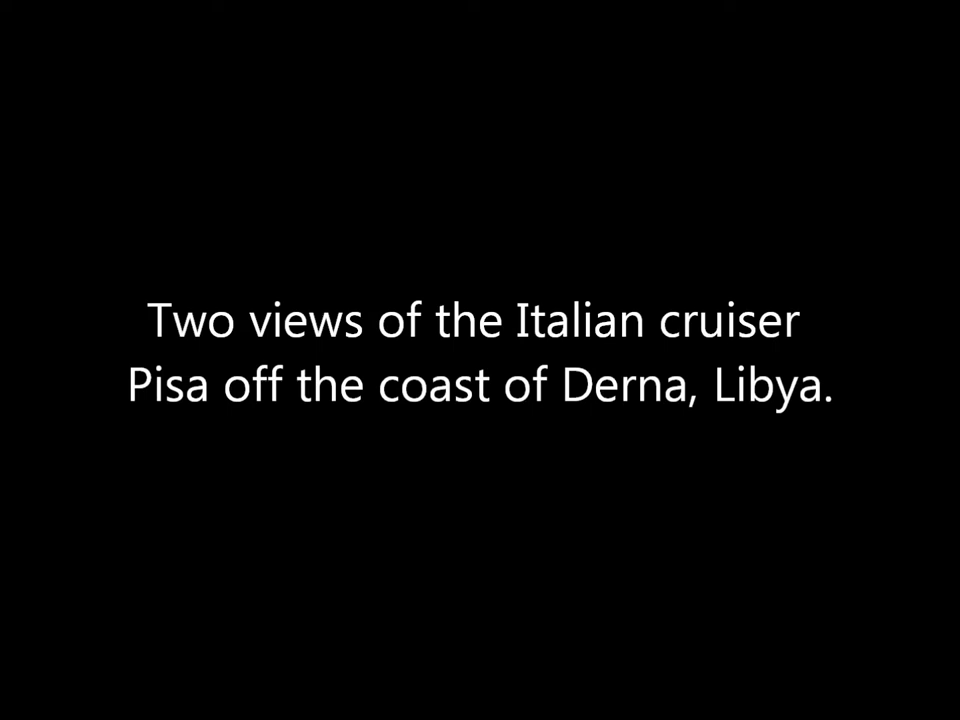 Two views of the Italian cruiser
Pisa off the coast of Derna, Libya.